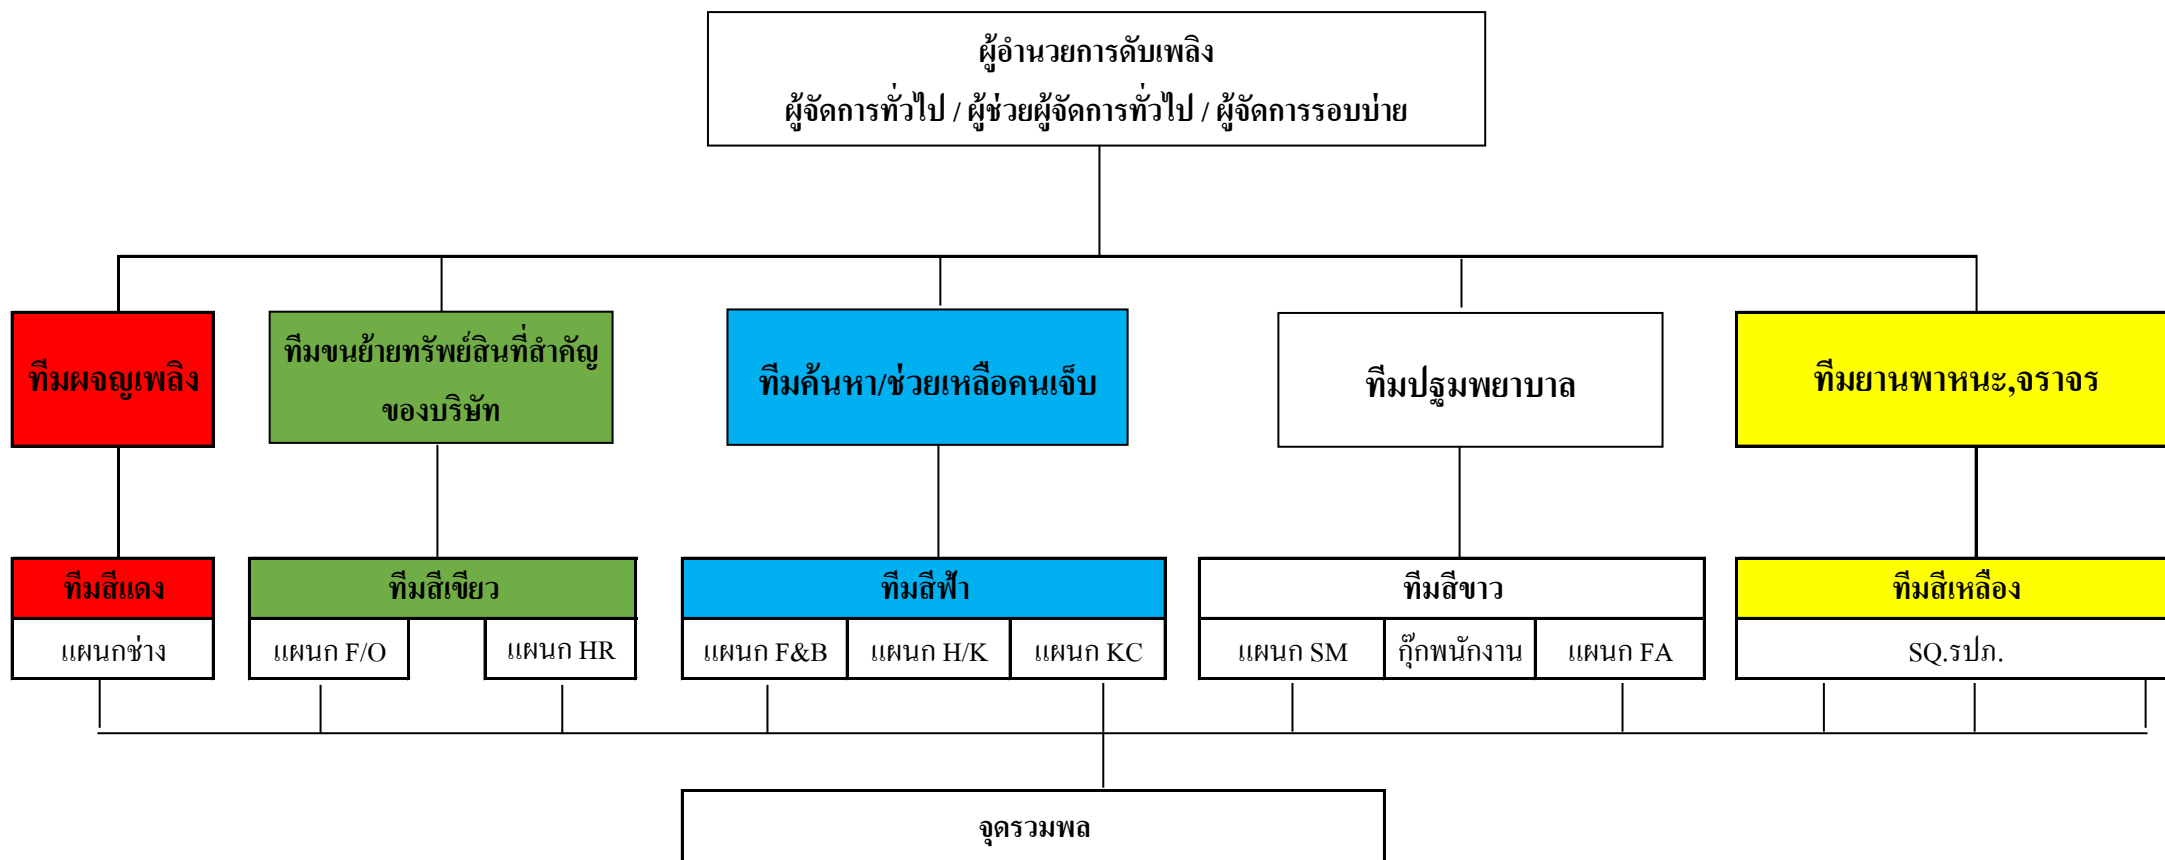 ผู้อำนวยการดับเพลิง
ผู้จัดการทั่วไป / ผู้ช่วยผู้จัดการทั่วไป / ผู้จัดการรอบบ่าย
ทีมผจญเพลิง
ทีมขนย้ายทรัพย์สินที่สำคัญ
ของบริษัท
ทีมค้นหา/ช่วยเหลือคนเจ็บ
ทีมปฐมพยาบาล
ทีมยานพาหนะ,จราจร
ทีมสีแดง
ทีมสีเขียว
ทีมสีฟ้า
ทีมสีขาว
ทีมสีเหลือง
แผนกช่าง
แผนก F/O
แผนก HR
แผนก F&B
แผนก H/K
แผนก KC
แผนก SM
กุ๊กพนักงาน
แผนก FA
SQ.รปภ.
จุดรวมพล